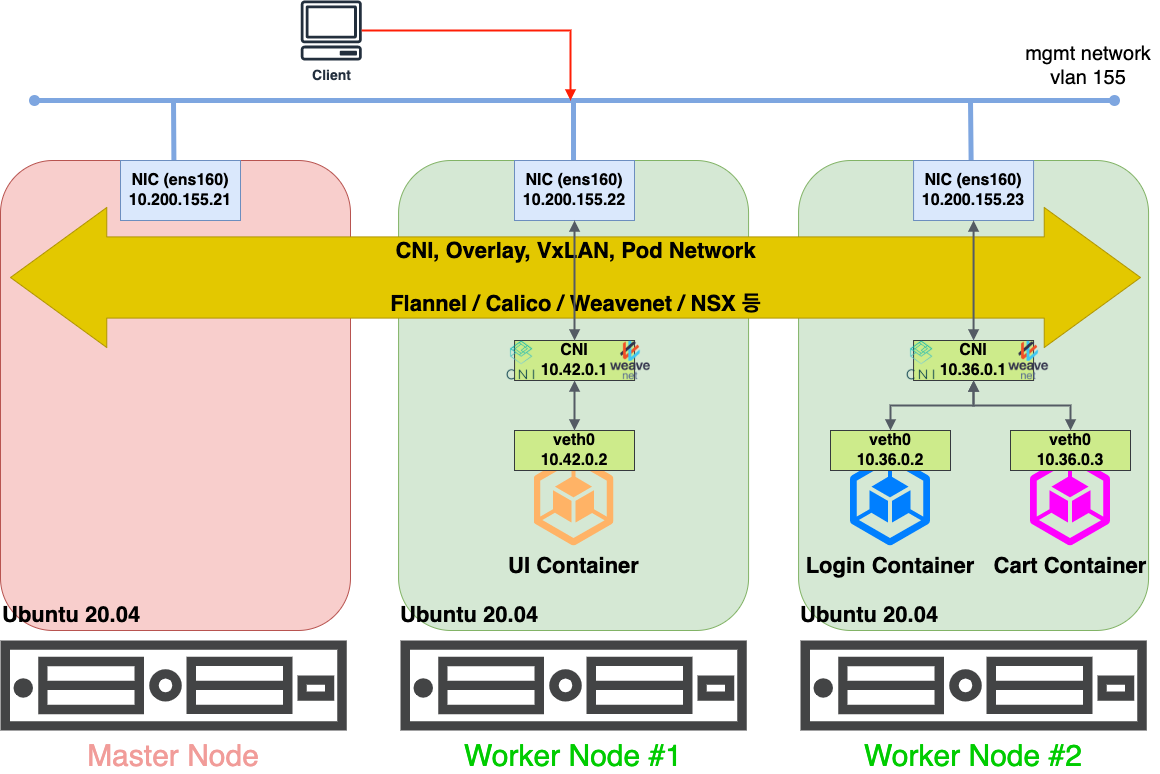 Client
mgmt network
vlan 155
NIC (ens160)
10.200.155.21
NIC (ens160)
10.200.155.22
NIC (ens160)
10.200.155.23
CNI, Overlay, VxLAN, Pod Network
Flannel / Calico / Weavenet / NSX 등
CNI
10.42.0.1
CNI
weave
net
CNI
10.36.0.1
CNI
weave
net
veth0
10.42.0.2
veth0
10.36.0.2
veth0
10.36.0.3
UI Container
Login Container
Cart Container
Ubuntu 20.04
Ubuntu 20.04
Ubuntu 20.04
Master Node
Worker Node #1
Worker Node #2